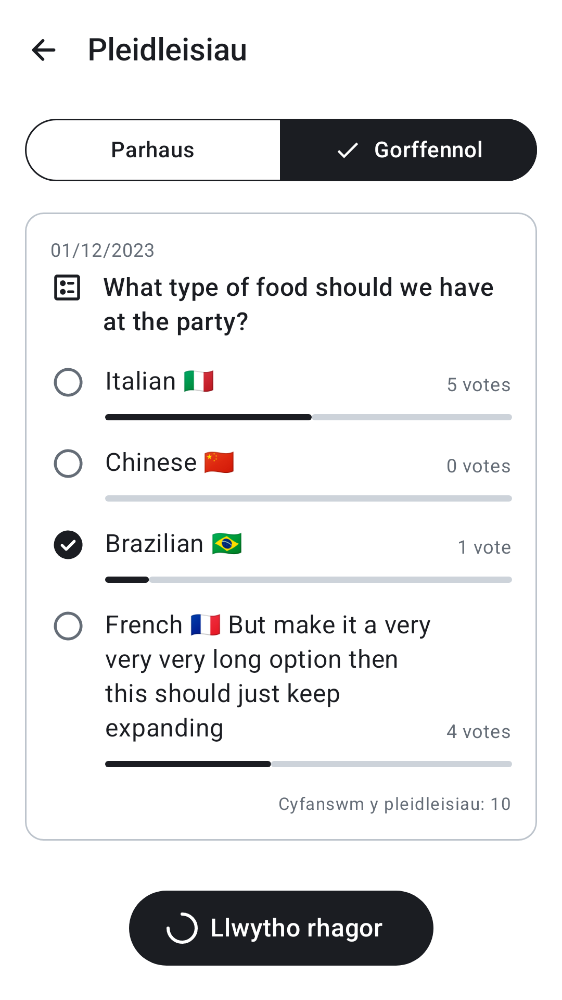 Pleidleisiau
Parhaus
Gorffennol
01/12/2023
What type of food should we have
at the party?
Italian 🇮🇹
5 votes
Chinese 🇨🇳
0 votes
Brazilian 🇧🇷
1 vote
French 🇫🇷 But make it a very
very very long option then
this should just keep
expanding
4 votes
Cyfanswm y pleidleisiau: 10
Llwytho rhagor